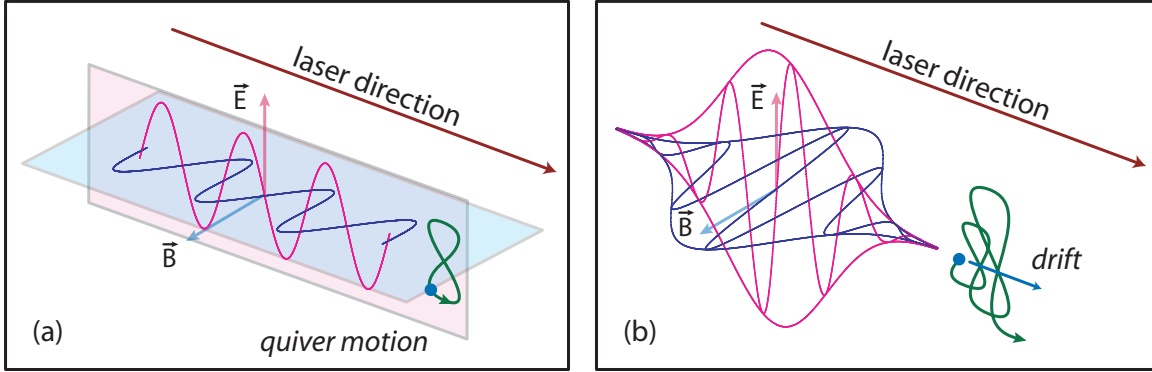 laser direction
E
B
(a)
quiver motion
laser direction
E
B
drift
(b)